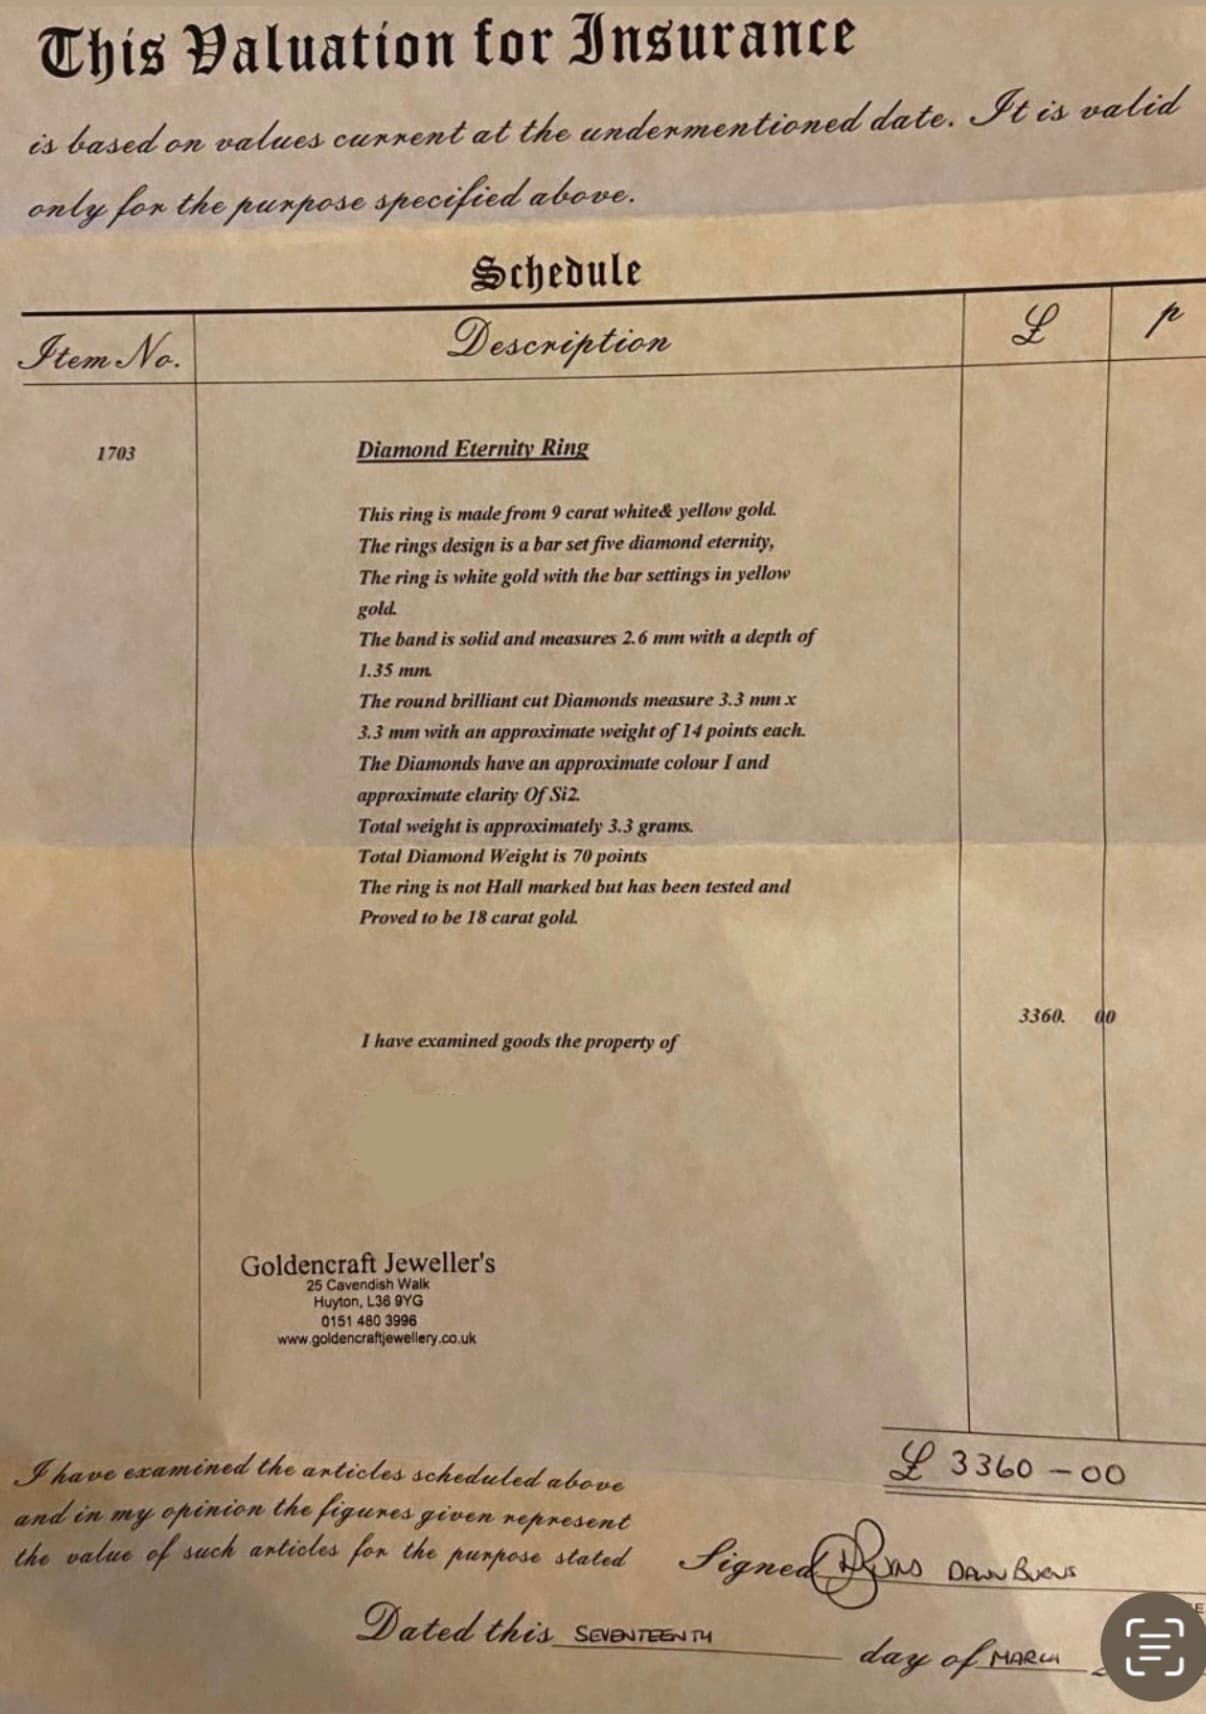 This Valuation for Insurance
is based on values current at the undermentioned date. It is valid
only for the purpose specified above.
Schedule
Item No.
Description
£
p
1703
Diamond Eternity Ring
This ring is made from 9 carat white& yellow gold.
The rings design is a bar set five diamond eternity,
The ring is white gold with the bar settings in yellow
gold.
The band is solid and measures 2.6 mm with a depth of
1.35 mm.
The round brilliant cut Diamonds measure 3.3 mm x
3.3 mm with an approximate weight of 14 points each.
The Diamonds have an approximate colour I and
approximate clarity Of Si2.
Total weight is approximately 3.3 grams.
Total Diamond Weight is 70 points
The ring is not Hall marked but has been tested and
Proved to be 18 carat gold.
3360. 00
I have examined goods the property of
Goldencraft Jeweller's
25 Cavendish Walk
Huyton, L36 9YG
0151 480 3996
www.goldencraftjewellery.co.uk
£ 3360 - 00
I have examined the articles scheduled above
and in my opinion the figures given represent
the value of such articles for the purpose stated
Signed DBurns DAWN BURNS
Dated this SEVENTEENTH day of MARCH